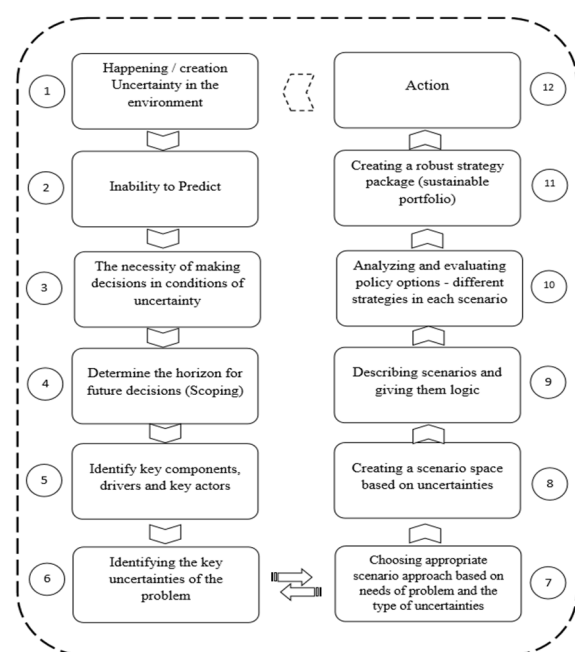 1
Happening / creation
Uncertainty in the
environment
2
Inability to Predict
3
The necessity of making
decisions in conditions of
uncertainty
4
Determine the horizon for
future decisions (Scoping)
5
Identify key components,
drivers and key actors
6
Identifying the key
uncertainties of the
problem
7
Choosing appropriate
scenario approach based on
needs of problem and the
type of uncertainties
8
Creating a scenario space
based on uncertainties
9
Describing scenarios and
giving them logic
10
Analyzing and evaluating
policy options - different
strategies in each scenario
11
Creating a robust strategy
package (sustainable
portfolio)
12
Action